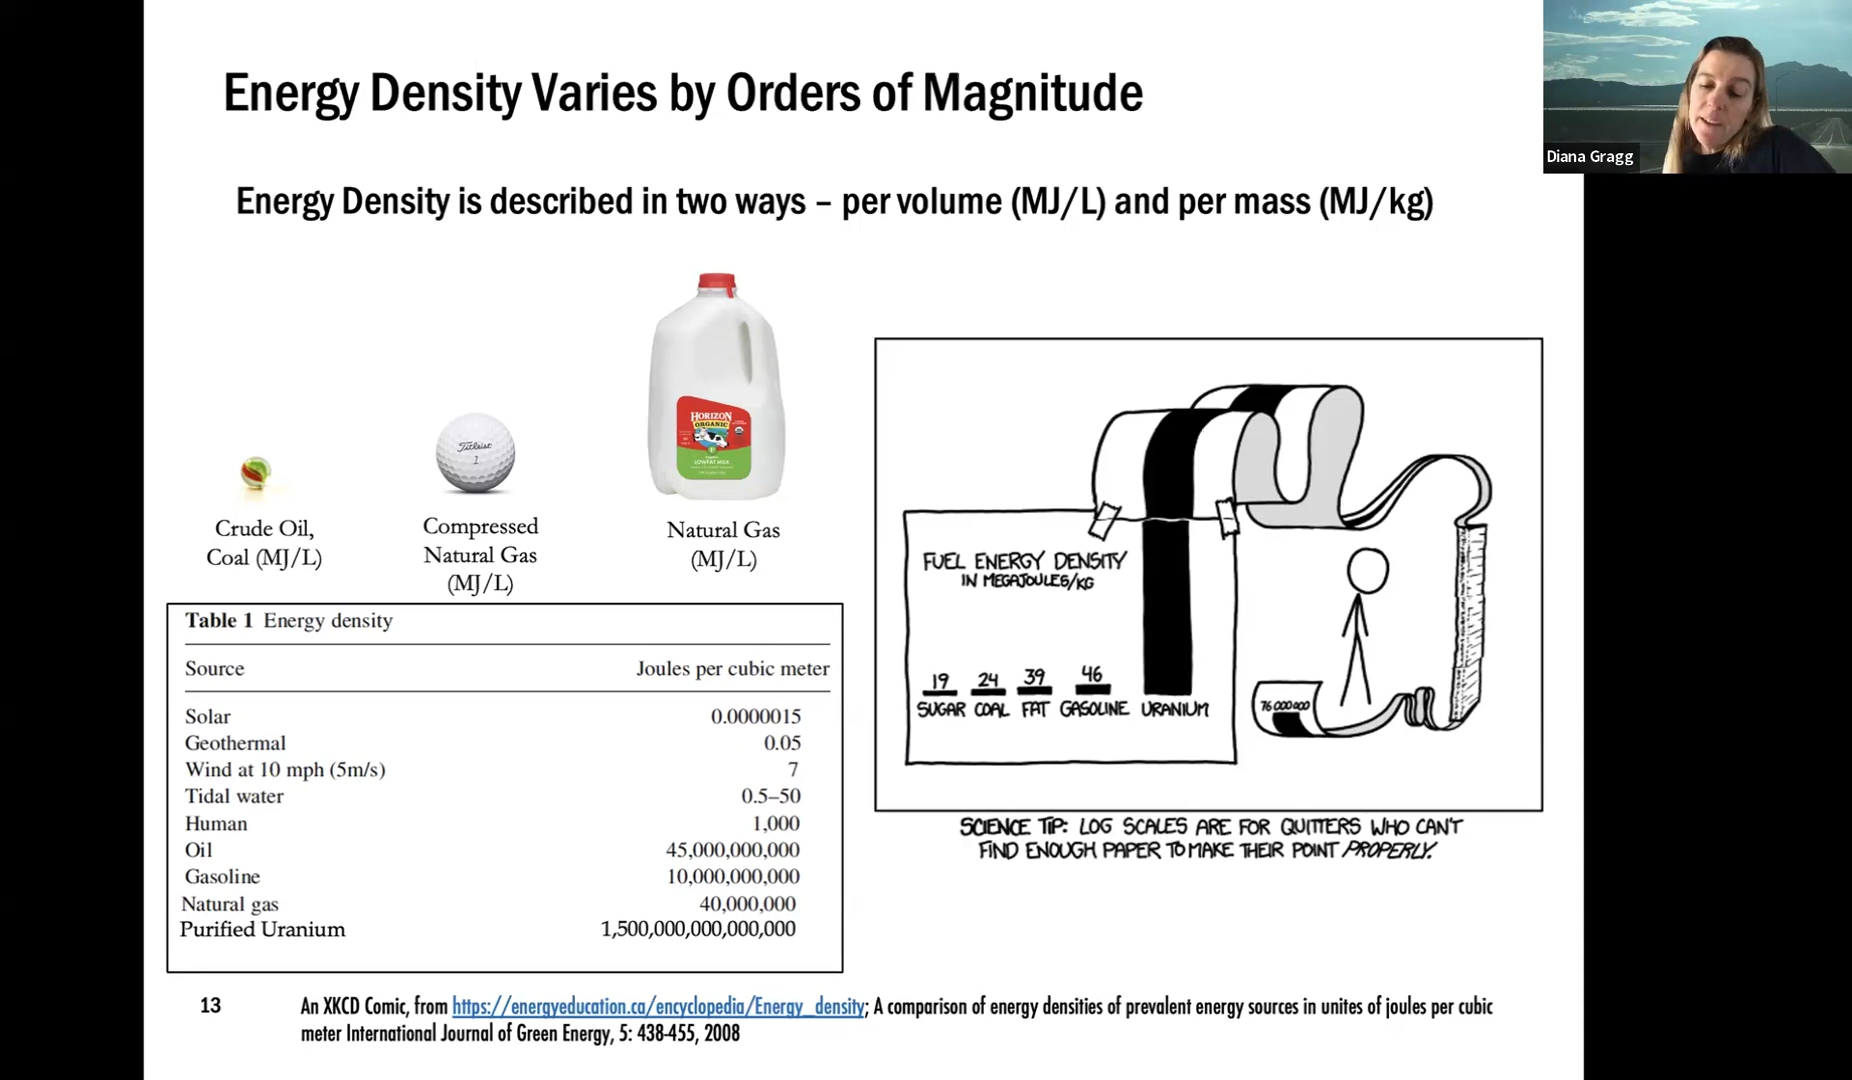 Energy Density Varies by Orders of Magnitude
Diana Gragg
Energy Density is described in two ways – per volume (MJ/L) and per mass (MJ/kg)
HORIZON
ORGANIC
LOWFAT MILK
Titleist
1
Crude Oil,
Coal (MJ/L)
Compressed
Natural Gas
(MJ/L)
Natural Gas
(MJ/L)
Table 1 Energy density
Source Joules per cubic meter
Solar 0.0000015
Geothermal 0.05
Wind at 10 mph (5m/s) 7
Tidal water 0.5–50
Human 1,000
Oil 45,000,000,000
Gasoline 10,000,000,000
Natural gas 40,000,000
Purified Uranium 1,500,000,000,000,000
FUEL ENERGY DENSITY
IN MEGAJOULES/KG
19 24 39 46
SUGAR COAL FAT GASOLINE URANIUM
76 000 000
SCIENCE TIP: LOG SCALES ARE FOR QUITTERS WHO CAN'T
FIND ENOUGH PAPER TO MAKE THEIR POINT PROPERLY.
13
An XKCD Comic, from https://energyeducation.ca/encyclopedia/Energy_density; A comparison of energy densities of prevalent energy sources in unites of joules per cubic
meter International Journal of Green Energy, 5: 438-455, 2008